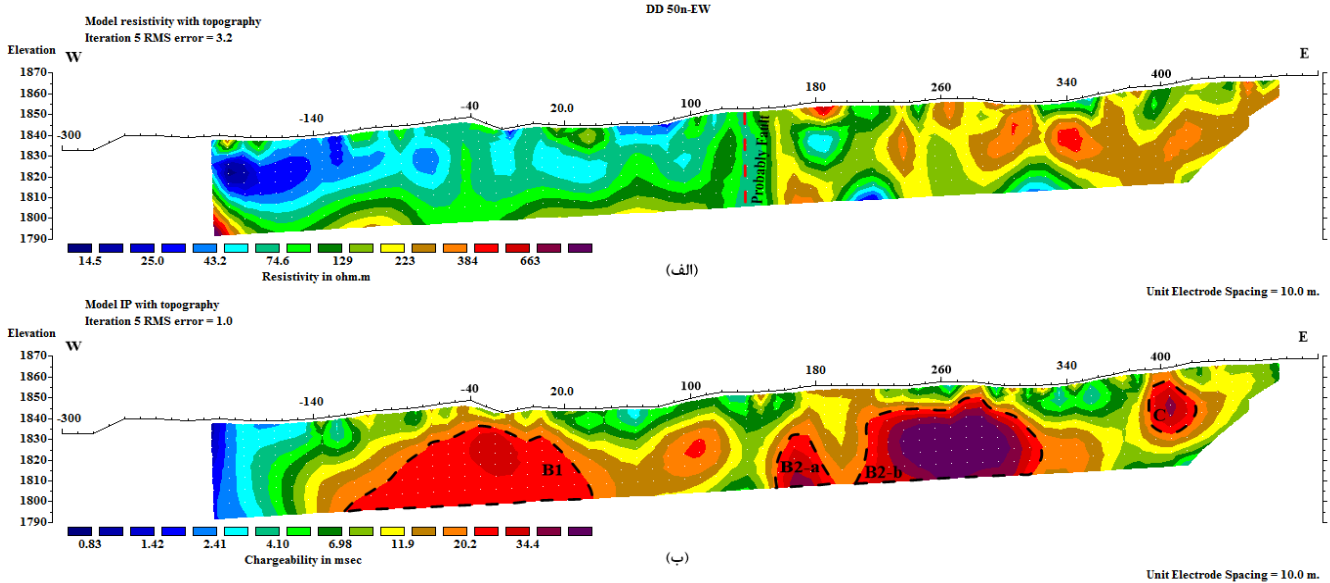 DD 50n-EW
Model resistivity with topography
Iteration 5 RMS error = 3.2
Elevation
W
E
1870
1860
1850
1840
1830
1820
1810
1800
1790
-300
-140
-40
20.0
100
180
260
340
400
Probably Fault
14.5 25.0 43.2 74.6 129 223 384 663
Resistivity in ohm.m
(الف)
Unit Electrode Spacing = 10.0 m.
Model IP with topography
Iteration 5 RMS error = 1.0
Elevation
W
E
1870
1860
1850
1840
1830
1820
1810
1800
1790
-300
-140
-40
20.0
100
180
260
340
400
B1
B2-a
B2-b
C
0.83 1.42 2.41 4.10 6.98 11.9 20.2 34.4
Chargeability in msec
(ب)
Unit Electrode Spacing = 10.0 m.